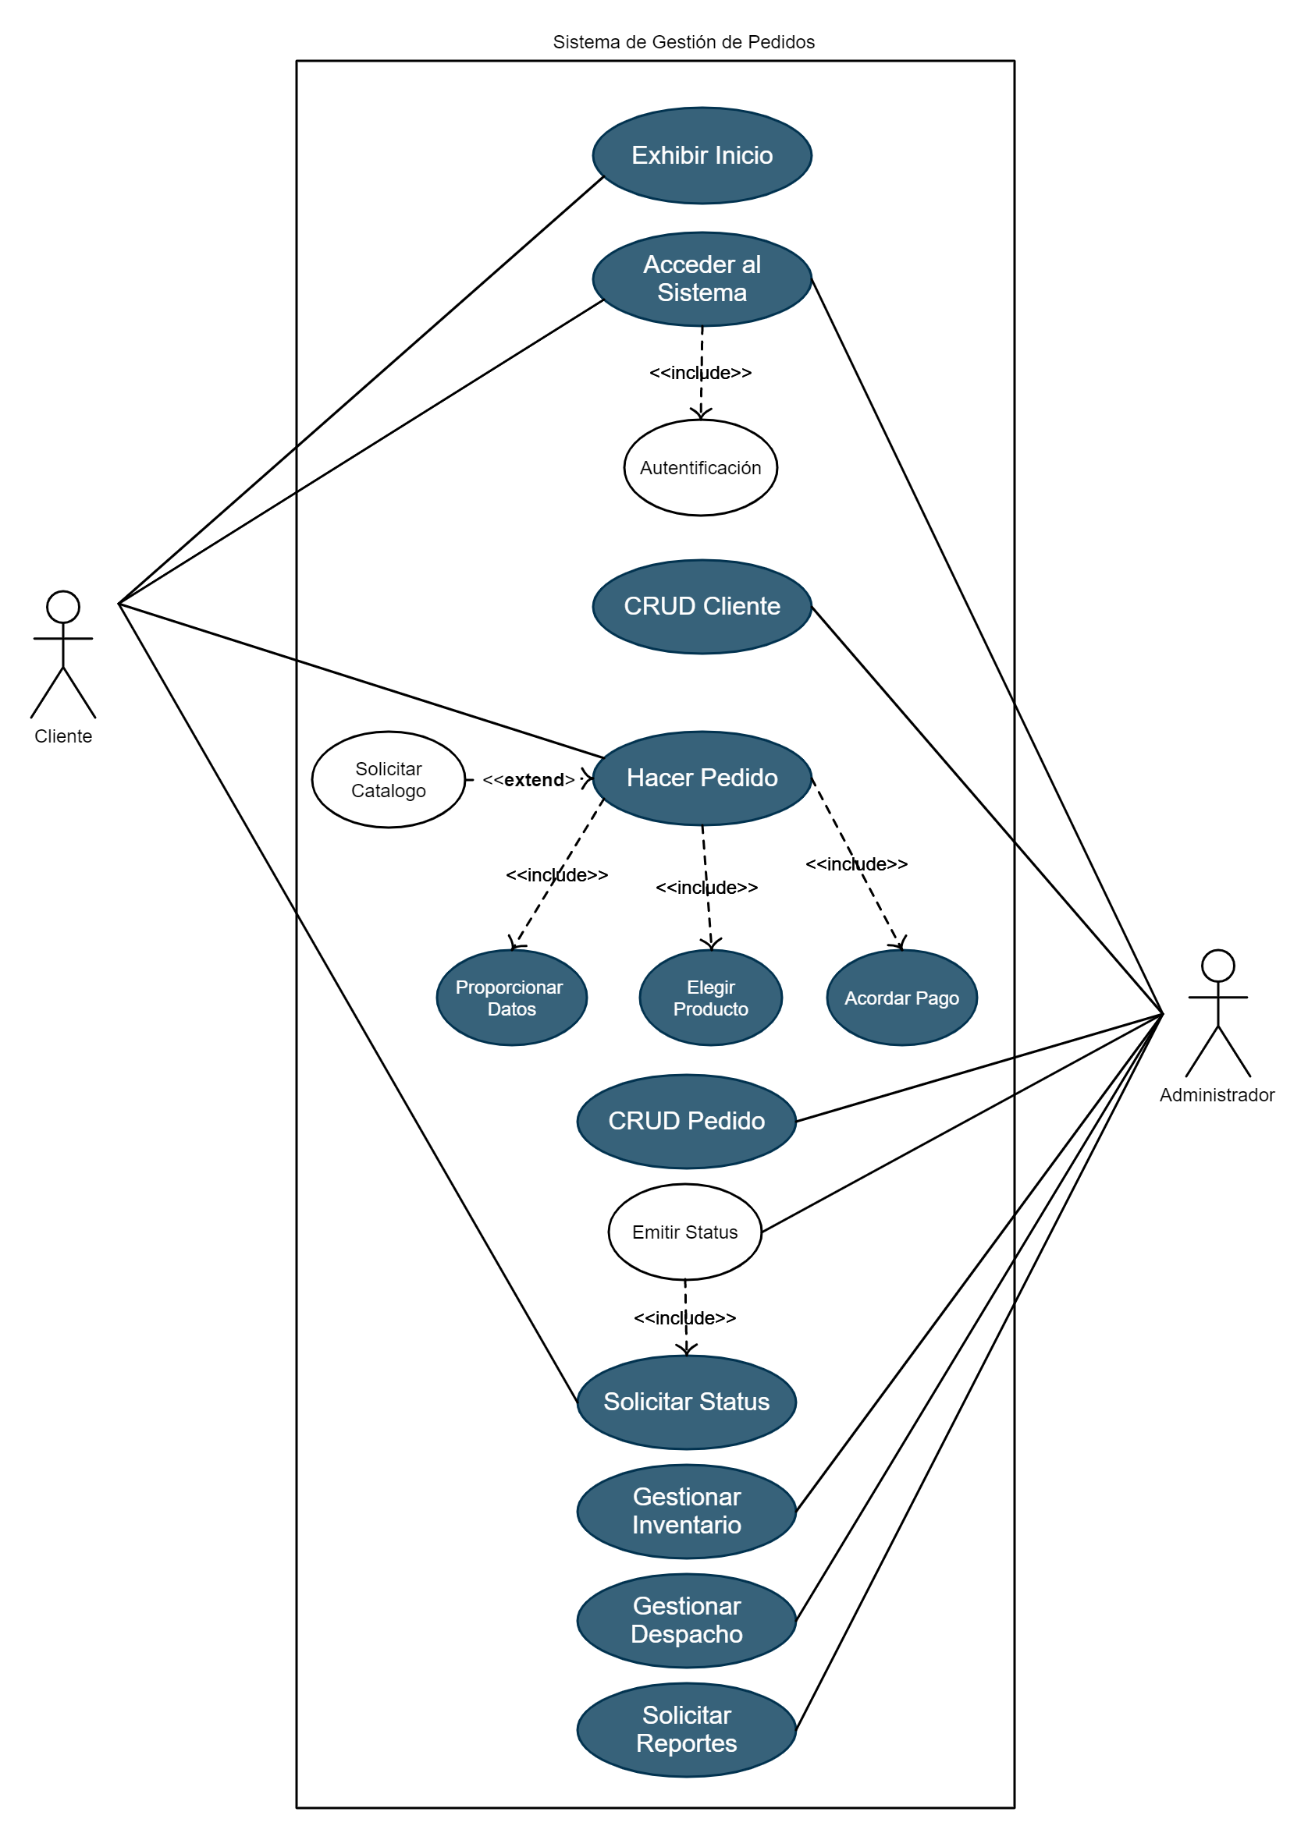 Sistema de Gestión de Pedidos
Exhibir Inicio
Acceder al
Sistema
<<include>>
Autentificación
CRUD Cliente
Cliente
Solicitar
Catalogo
<<extend>
Hacer Pedido
<<include>>
<<include>>
<<include>>
Proporcionar
Datos
Elegir
Producto
Acordar Pago
Administrador
CRUD Pedido
Emitir Status
<<include>>
Solicitar Status
Gestionar
Inventario
Gestionar
Despacho
Solicitar
Reportes